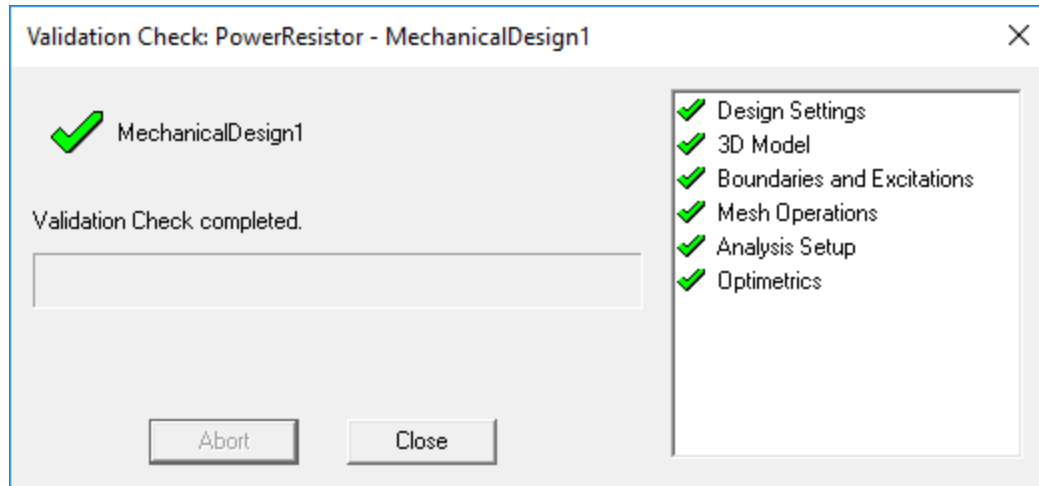 Validation Check: PowerResistor - MechanicalDesign1
MechanicalDesign1
Validation Check completed.
Abort
Close
Design Settings
3D Model
Boundaries and Excitations
Mesh Operations
Analysis Setup
Optimetrics